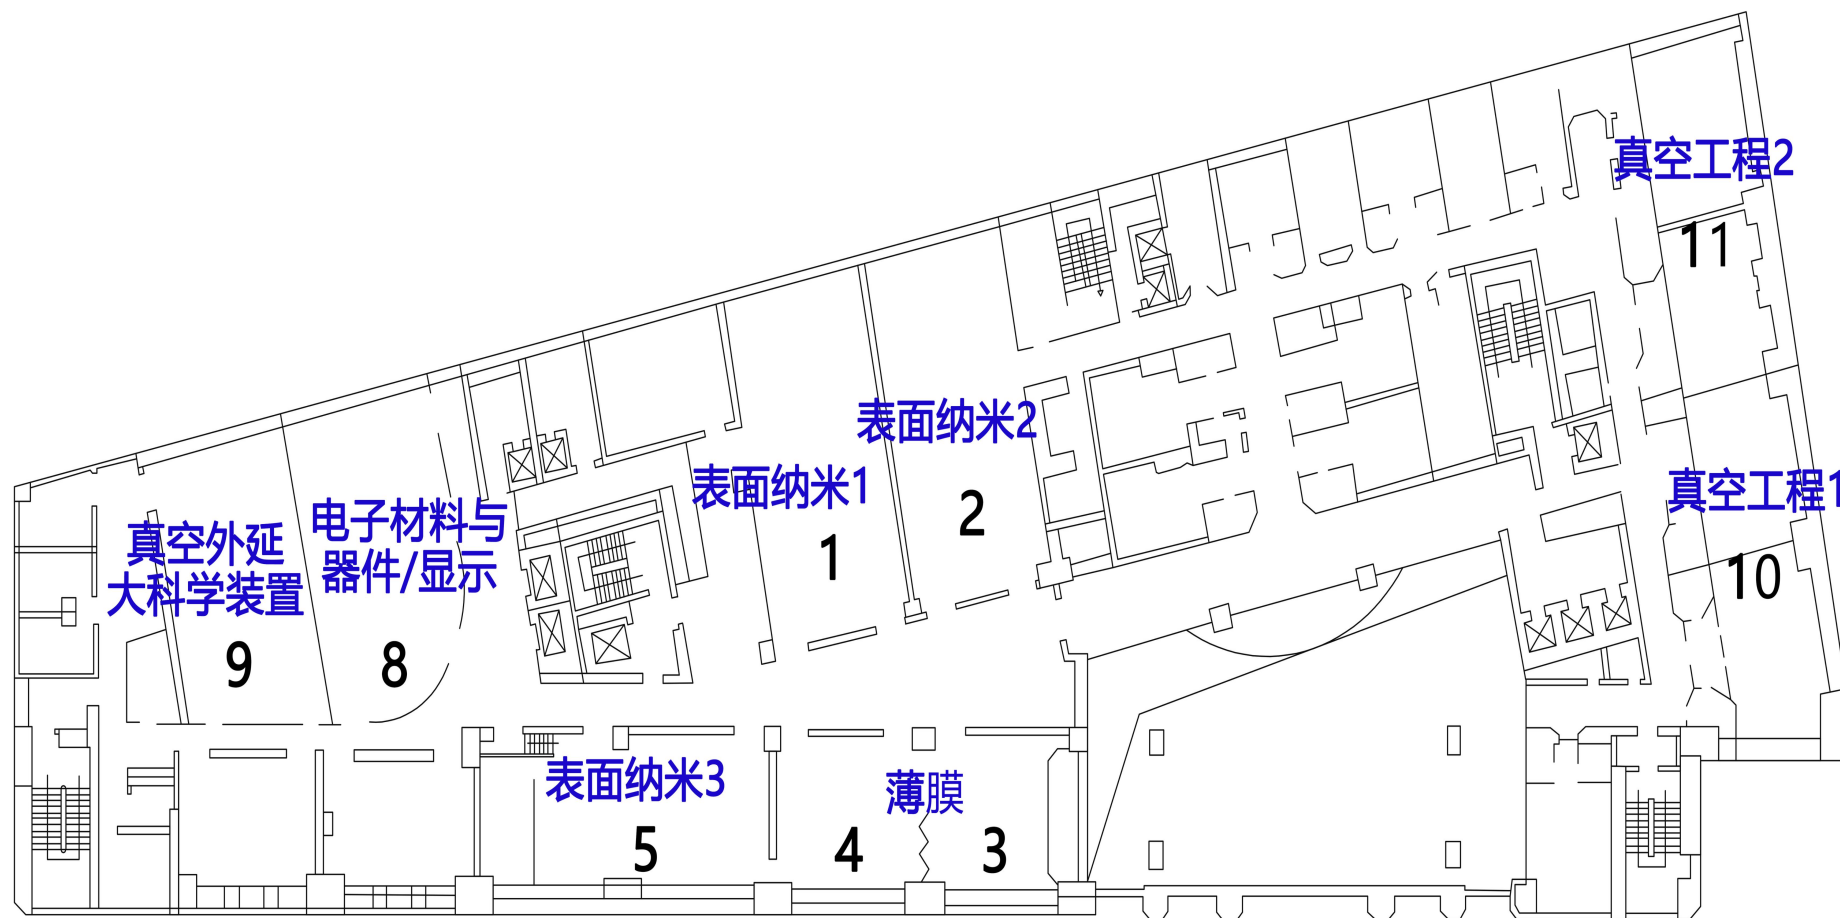 真空工程2
11
表面纳米2
2
表面纳米1
1
真空工程1
10
电子材料与
器件/显示
8
真空外延
大科学装置
9
表面纳米3
5
薄膜
4
3